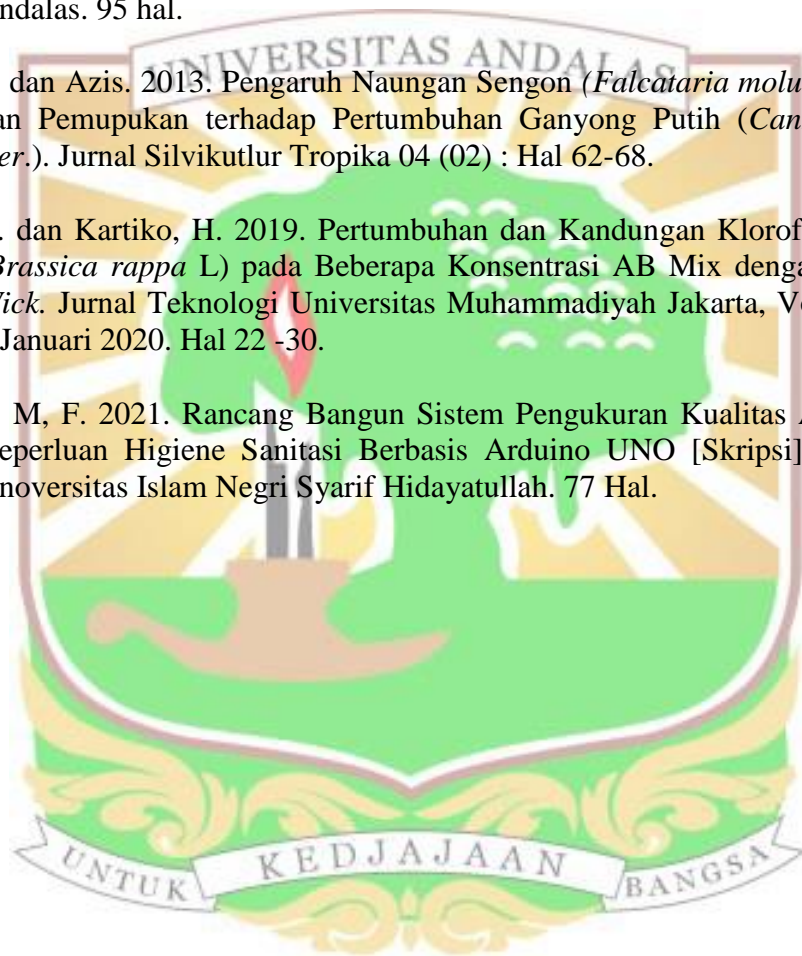 ndalas. 95 hal.
UNIVERSITAS ANDALAS
dan Azis. 2013. Pengaruh Naungan Sengon (Falcataria molu
an Pemupukan terhadap Pertumbuhan Ganyong Putih (Can
er.). Jurnal Silvikutlur Tropika 04 (02) : Hal 62-68.
. dan Kartiko, H. 2019. Pertumbuhan dan Kandungan Klorof
Brassica rappa L) pada Beberapa Konsentrasi AB Mix denga
Wick. Jurnal Teknologi Universitas Muhammadiyah Jakarta, V
Januari 2020. Hal 22 -30.
M, F. 2021. Rancang Bangun Sistem Pengukuran Kualitas A
eperluan Higiene Sanitasi Berbasis Arduino UNO [Skripsi]
noversitas Islam Negri Syarif Hidayatullah. 77 Hal.
UNTUK KEDJAJAAN BANGSA